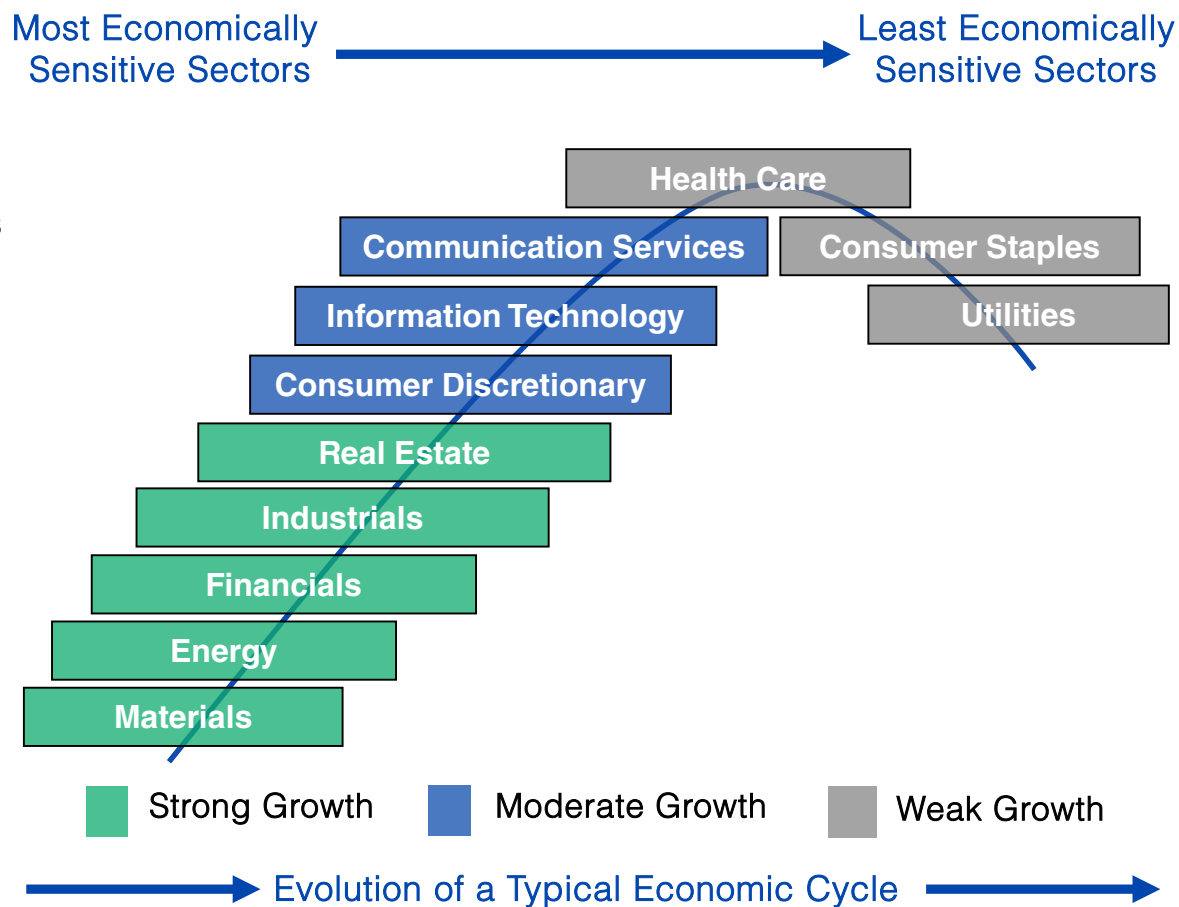 Most Economically
Sensitive Sectors
Least Economically
Sensitive Sectors
Health Care
Communication Services
Consumer Staples
Information Technology
Utilities
Consumer Discretionary
Real Estate
Industrials
Financials
Energy
Materials
Strong Growth
Moderate Growth
Weak Growth
Evolution of a Typical Economic Cycle